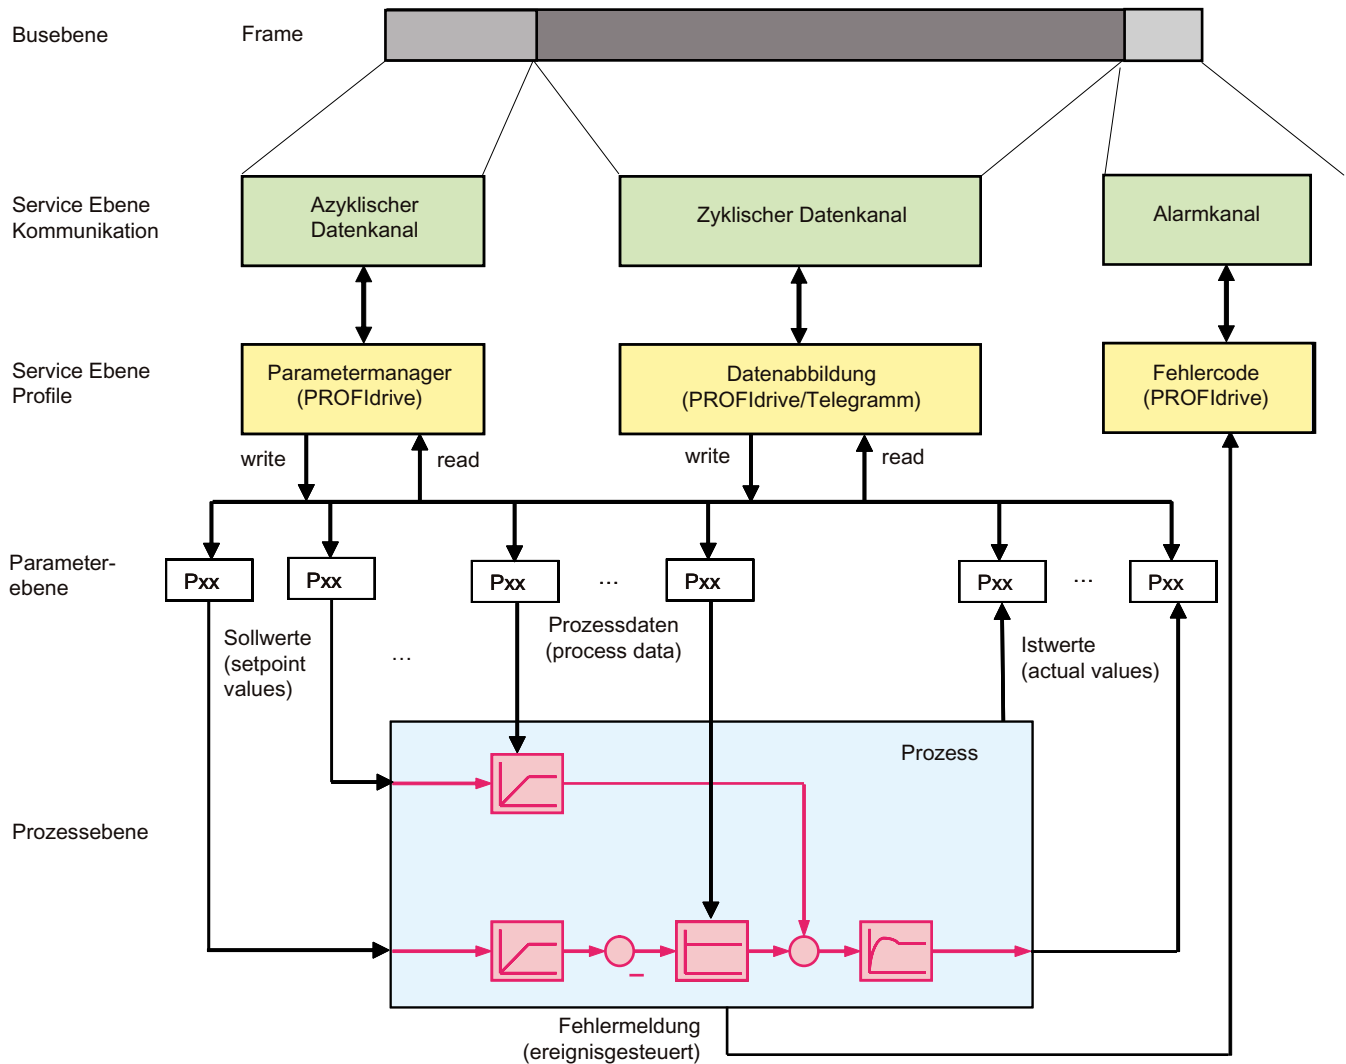 Busebene
Frame
Service Ebene
Kommunikation
Azyklischer
Datenkanal
Zyklischer Datenkanal
Alarmkanal
Service Ebene
Profile
Parametermanager
(PROFIdrive)
Datenabbildung
(PROFIdrive/Telegramm)
Fehlercode
(PROFIdrive)
write
read
write
read
Parameter-
ebene
Pxx
Pxx
Pxx
...
Pxx
Pxx
...
Pxx
Sollwerte
(setpoint
values)
...
Prozessdaten
(process data)
Istwerte
(actual values)
Prozess
Prozessebene
Fehlermeldung
(ereignisgesteuert)